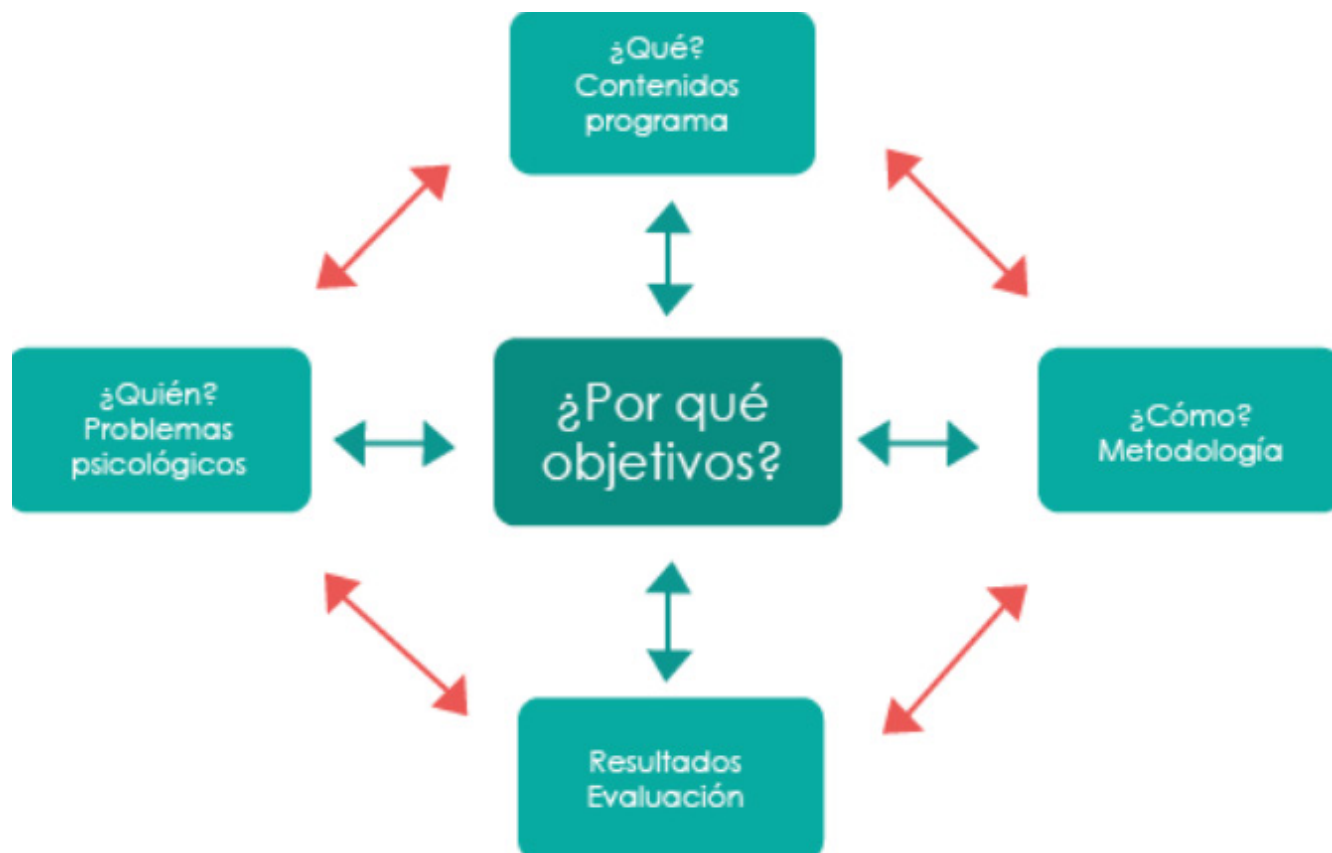 ¿Qué?
Contenidos
programa
¿Quién?
Problemas
psicológicos
¿Por qué
objetivos?
¿Cómo?
Metodología
Resultados
Evaluación